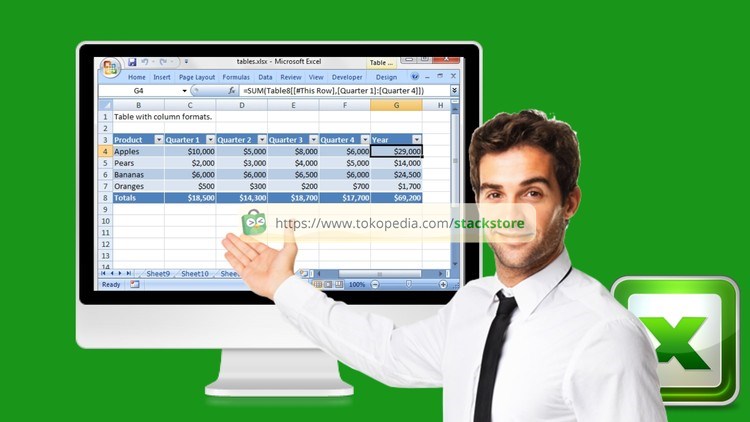 tables.xlsx - Microsoft Excel
Table ...
Home Insert Page Layout Formulas Data Review View Developer Design
G4 =SUM(Table8[[#This Row],[Quarter 1]:[Quarter 4]])
B C D E F G H
1 Table with column formats.
2
3 Product Quarter 1 Quarter 2 Quarter 3 Quarter 4 Year
4 Apples $10,000 $5,000 $8,000 $6,000 $29,000
5 Pears $2,000 $3,000 $4,000 $5,000 $14,000
6 Bananas $6,000 $6,000 $6,500 $6,000 $24,500
7 Oranges $500 $300 $200 $700 $1,700
8 Totals $18,500 $14,300 $18,700 $17,700 $69,200
9
10
https://www.tokopedia.com/stackstore
11
12
13
14
Sheet9 Sheet10
Ready 100%
X